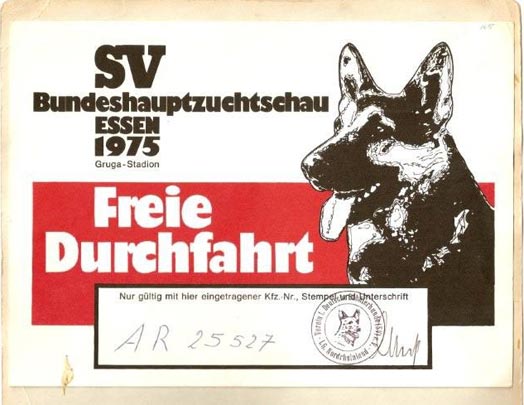 SV
Bundeshauptzuchtschau
ESSEN
1975
Gruga-Stadion
Freie
Durchfahrt
Nur gültig mit hier eingetragener Kfz.-Nr., Stempel und Unterschrift
AR 25527